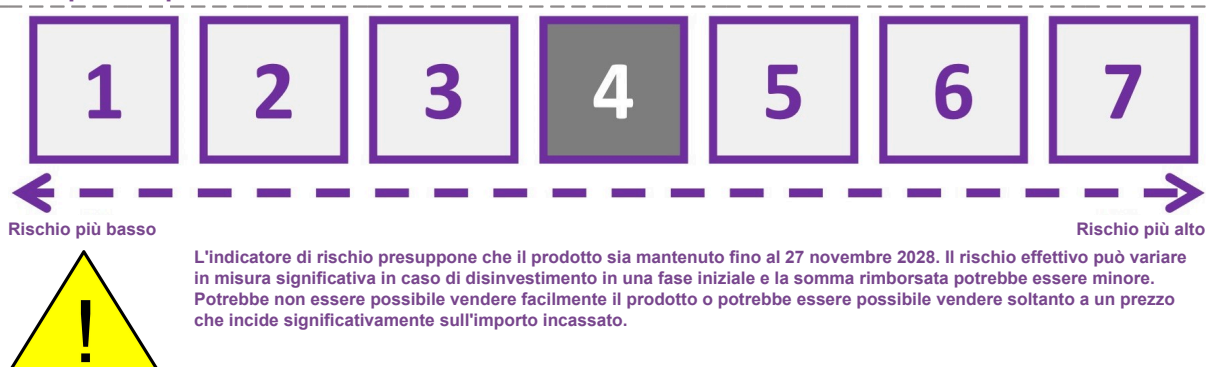 1 2 3 4 5 6 7
Rischio più basso Rischio più alto
L'indicatore di rischio presuppone che il prodotto sia mantenuto fino al 27 novembre 2028. Il rischio effettivo può variare
in misura significativa in caso di disinvestimento in una fase iniziale e la somma rimborsata potrebbe essere minore.
Potrebbe non essere possibile vendere facilmente il prodotto o potrebbe essere possibile vendere soltanto a un prezzo
che incide significativamente sull'importo incassato.
!